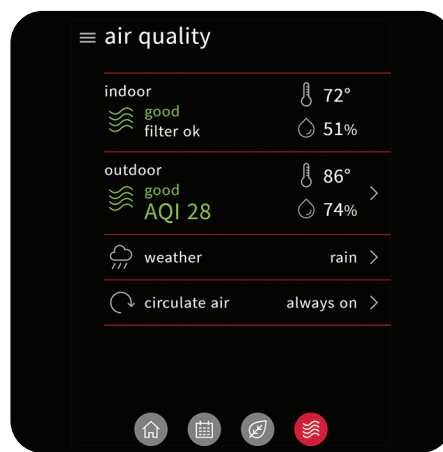 air quality
indoor
good
filter ok
72°
51%
outdoor
good
AQI 28
86°
74%
weather rain
circulate air always on